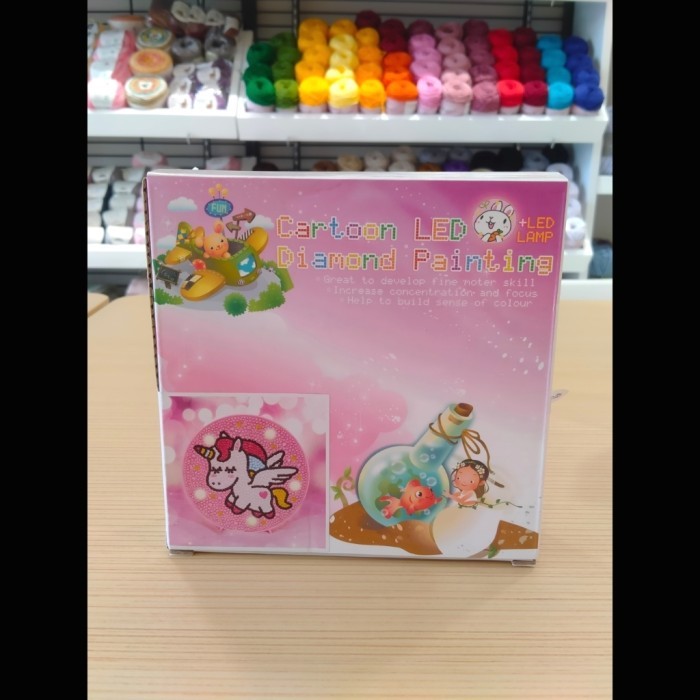 FUN
Cartoon LED
+LED
LAMP
Diamond Painting
Great to develop fine moter skill
Increase concentration and focus
Help to build sense of colour